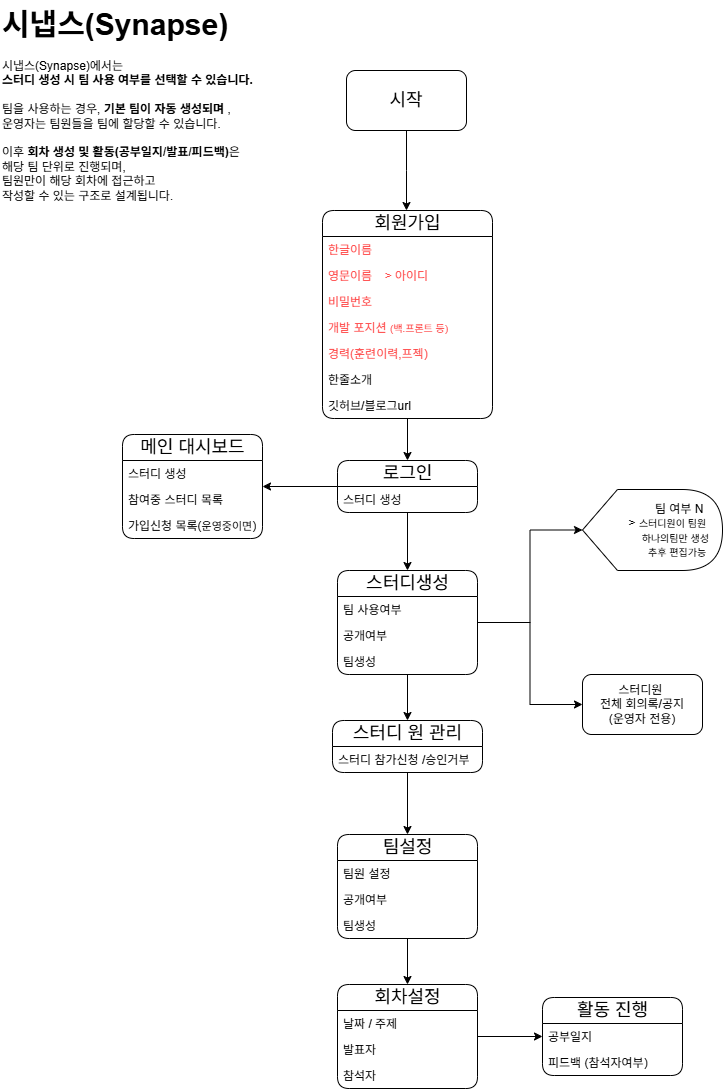 시냅스(Synapse)
시냅스(Synapse)에서는
스터디 생성 시 팀 사용 여부를 선택할 수 있습니다.
팀을 사용하는 경우, 기본 팀이 자동 생성되며 ,
운영자는 팀원들을 팀에 할당할 수 있습니다.
이후 회차 생성 및 활동(공부일지/발표/피드백)은
해당 팀 단위로 진행되며,
팀원만이 해당 회차에 접근하고
작성할 수 있는 구조로 설계됩니다.
시작
회원가입
한글이름
영문이름 > 아이디
비밀번호
개발 포지션 (백.프론트 등)
경력(훈련이력,프젝)
한줄소개
깃허브/블로그url
메인 대시보드
스터디 생성
참여중 스터디 목록
가입신청 목록(운영중이면)
로그인
스터디 생성
팀 여부 N
> 스터디원이 팀원
하나의팀만 생성
추후 편집가능
스터디생성
팀 사용여부
공개여부
팀생성
스터디원
전체 회의록/공지
(운영자 전용)
스터디 원 관리
스터디 참가신청 /승인거부
팀설정
팀원 설정
공개여부
팀생성
회차설정
날짜 / 주제
발표자
참석자
활동 진행
공부일지
피드백 (참석자여부)